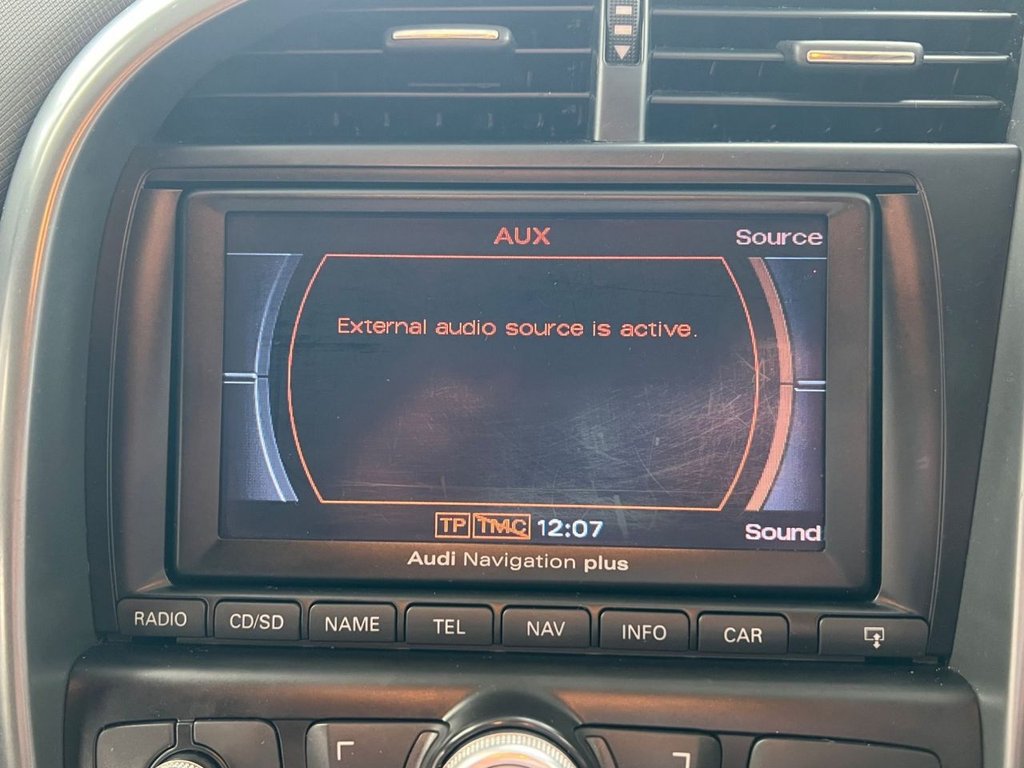 AUX
Source
External audio source is active.
TP TMC 12:07
Sound
Audi Navigation plus
RADIO CD/SD NAME TEL NAV INFO CAR